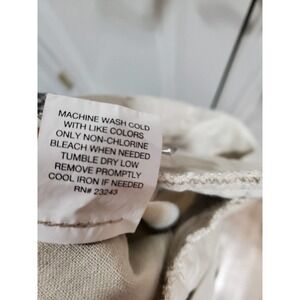 MACHINE WASH COLD
WITH LIKE COLORS
ONLY NON-CHLORINE
BLEACH WHEN NEEDED
TUMBLE DRY LOW
REMOVE PROMPTLY
COOL IRON IF NEEDED
RN# 23243